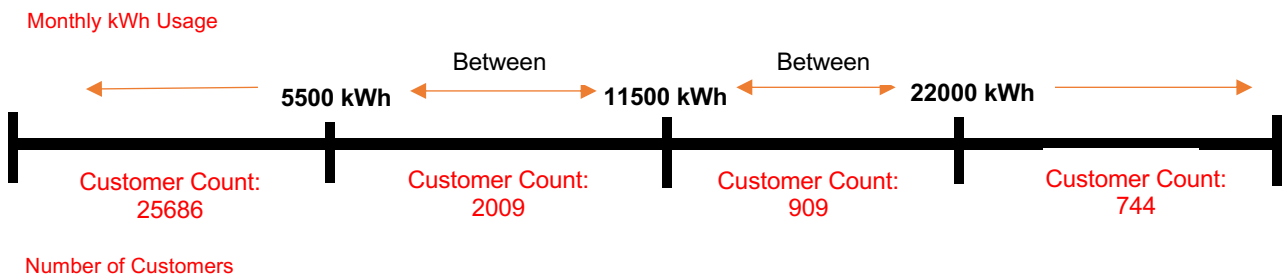 Monthly kWh Usage
Between
Between
5500 kWh
11500 kWh
22000 kWh
Customer Count:
25686
Customer Count:
2009
Customer Count:
909
Customer Count:
744
Number of Customers